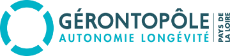 GÉRONTOPÔLE
AUTONOMIE LONGÉVITÉ
PAYS DE
LA LOIRE